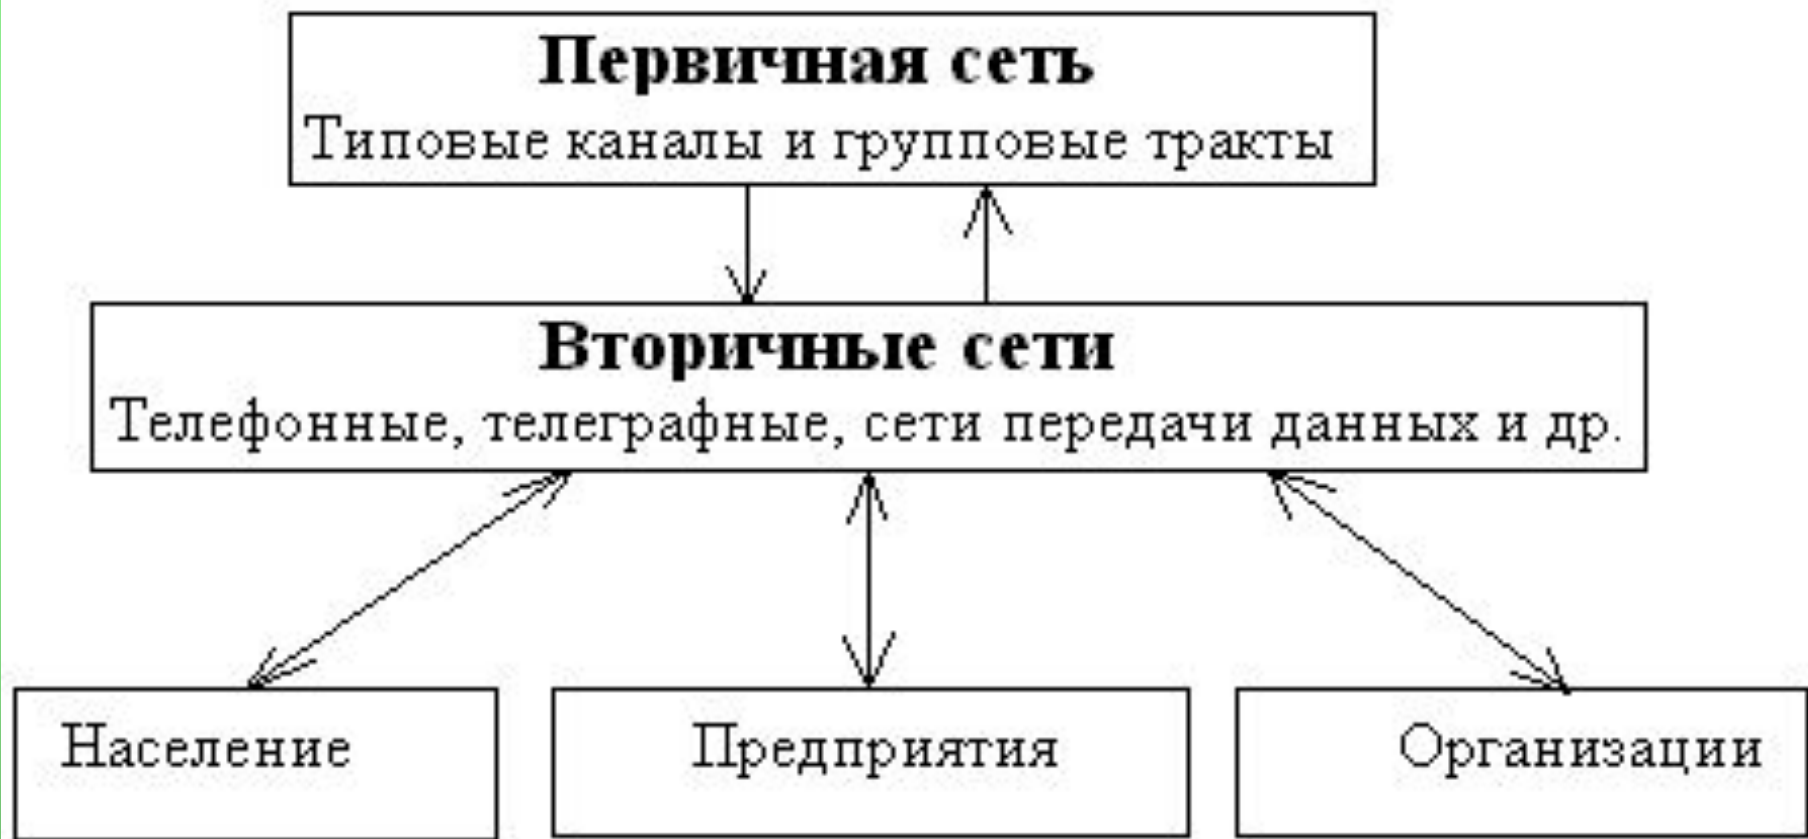 Первичная сеть
Типовые каналы и групповые тракты
Вторичные сети
Телефонные, телеграфные, сети передачи данных и др.
Население
Предприятия
Организации